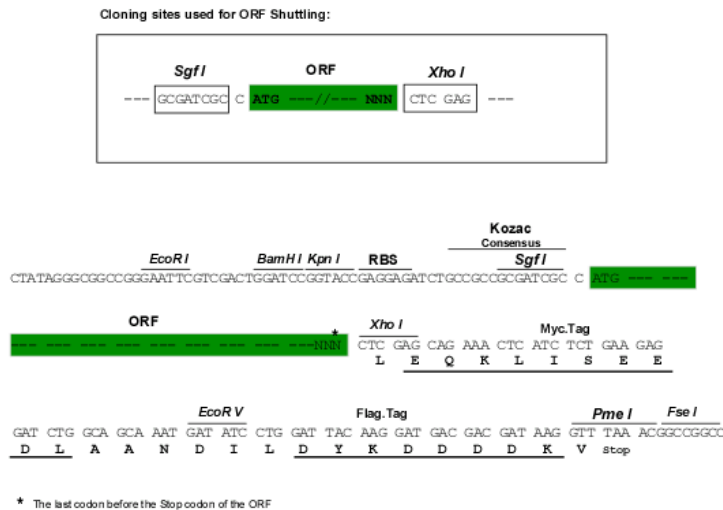 Cloning sites used for ORF Shuttling:
Sgf I ORF Xho I
--- GCGATCGC C ATG ---//--- NNN CTC GAG ---
Kozac
Consensus
EcoR I BamH I Kpn I RBS Sgf I
CTATAGGGCGGCCGGGAATTCGTCGACTGGATCCGGTACCGAGGAGATCTGCCGCCGCGATCGC C ATG --- ---
ORF
*
Xho I Myc.Tag
--- --- --- --- --- --- --- --- --- ---NNN CTC GAG CAG AAA CTC ATC TCT GAA GAG
L E Q K L I S E E
EcoR V Flag.Tag Pme I Fse I
GAT CTG GCA GCA AAT GAT ATC CTG GAT TAC AAG GAT GAC GAC GAT AAG GTT TAA ACGGCCGGCC
D L A A N D I L D Y K D D D D K V Stop
* The last codon before the Stop codon of the ORF